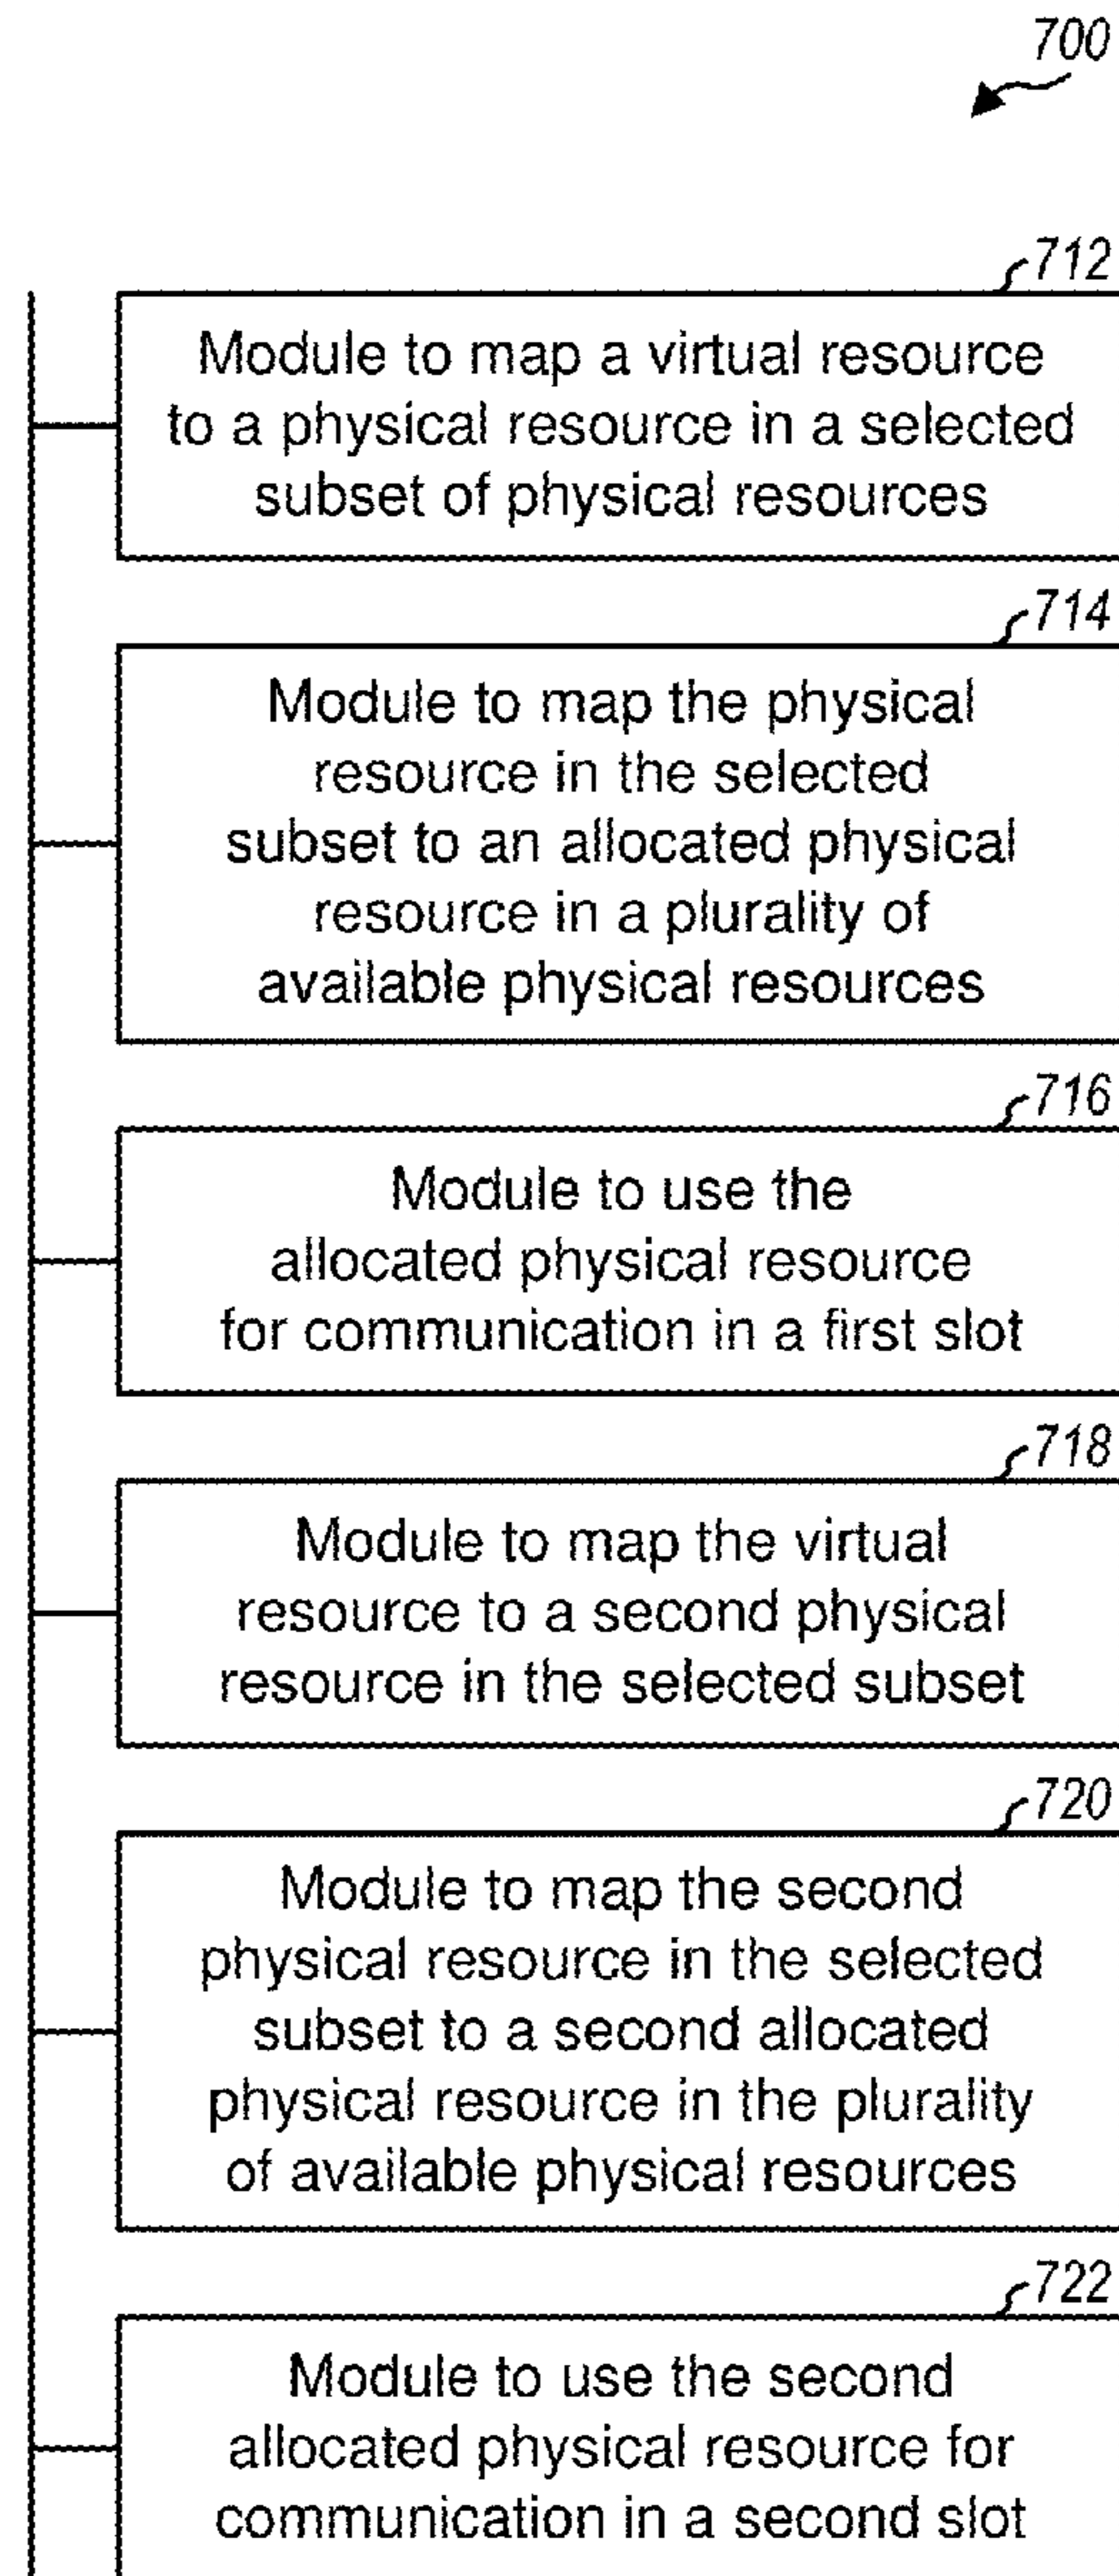 700
712
Module to map a virtual resource
to a physical resource in a selected
subset of physical resources
714
Module to map the physical
resource in the selected
subset to an allocated physical
resource in a plurality of
available physical resources
716
Module to use the
allocated physical resource
for communication in a first slot
718
Module to map the virtual
resource to a second physical
resource in the selected subset
720
Module to map the second
physical resource in the selected
subset to a second allocated
physical resource in the plurality
of available physical resources
722
Module to use the second
allocated physical resource for
communication in a second slot